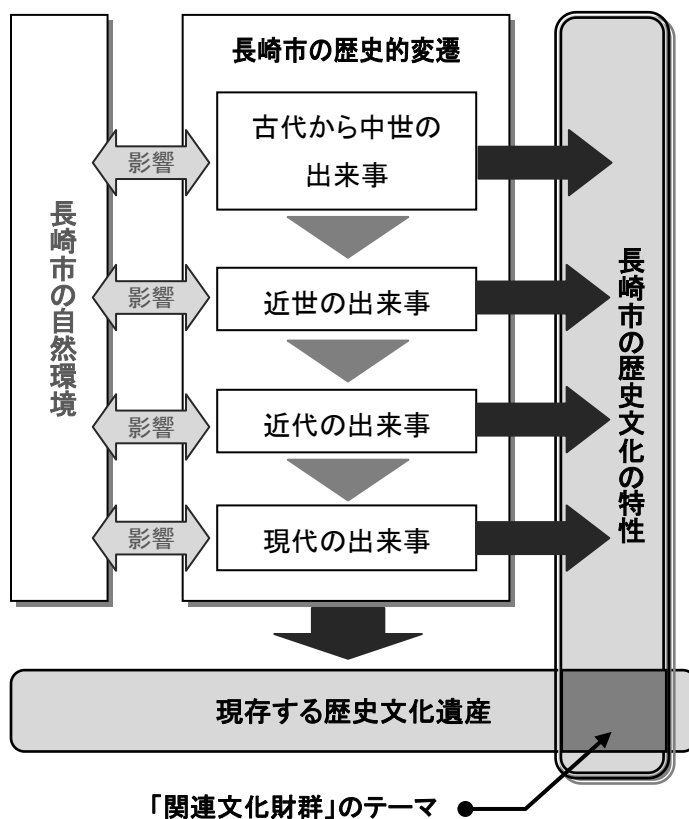 長崎市の歴史的変遷
古代から中世の
出来事
影響
近世の出来事
影響
近代の出来事
影響
現代の出来事
影響
長崎市の自然環境
長崎市の歴史文化の特性
現存する歴史文化遺産
「関連文化財群」のテーマ